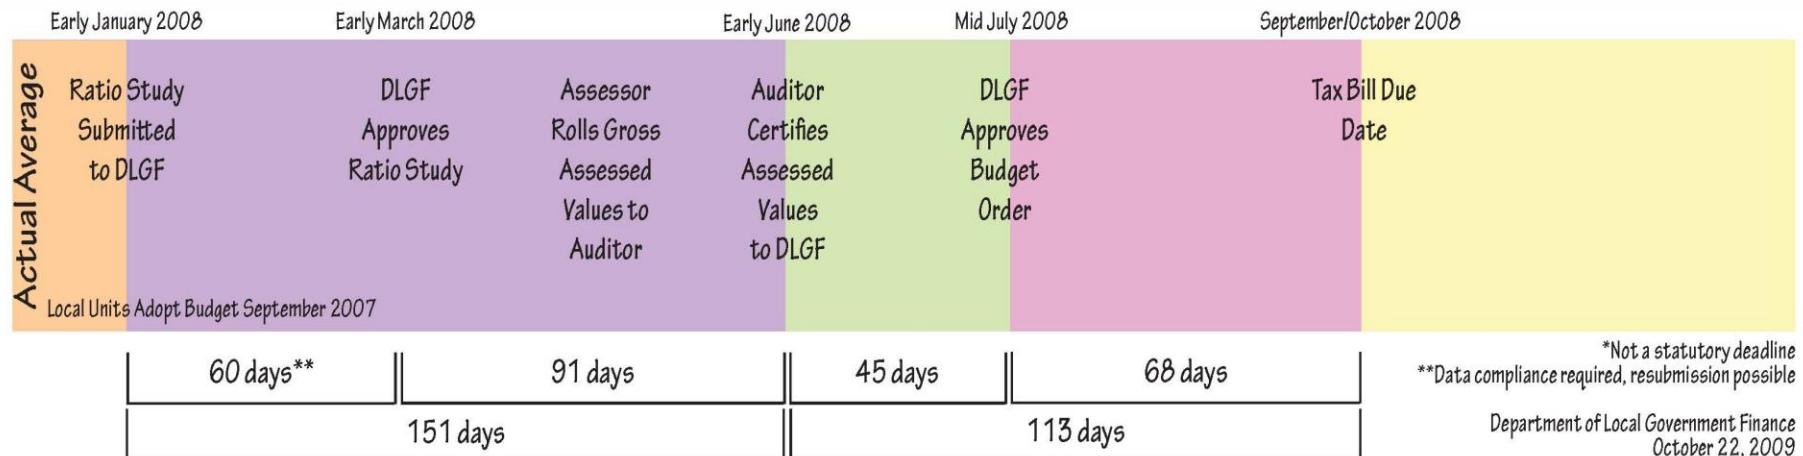 Early January 2008
Early March 2008
Early June 2008
Mid July 2008
September/October 2008
Actual Average
Ratio Study
Submitted
to DLGF
DLGF
Approves
Ratio Study
Assessor
Rolls Gross
Assessed
Values to
Auditor
Auditor
Certifies
Assessed
Values
to DLGF
DLGF
Approves
Budget
Order
Tax Bill Due
Date
Local Units Adopt Budget September 2007
60 days**
91 days
45 days
68 days
151 days
113 days
*Not a statutory deadline
**Data compliance required, resubmission possible
Department of Local Government Finance
October 22, 2009